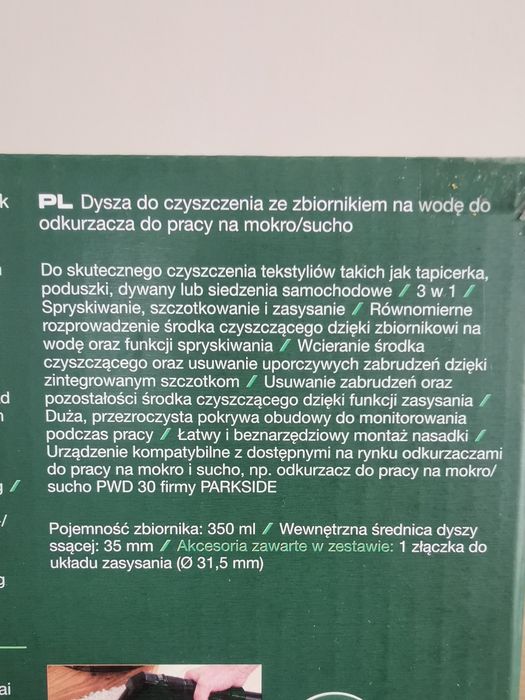 k
PL Dysza do czyszczenia ze zbiornikiem na wodę do
odkurzacza do pracy na mokro/sucho
Do skutecznego czyszczenia tekstyliów takich jak tapicerka,
poduszki, dywany lub siedzenia samochodowe / 3 w 1 /
Spryskiwanie, szczotkowanie i zasysanie / Równomierne
rozprowadzenie środka czyszczącego dzięki zbiornikowi na
wodę oraz funkcji spryskiwania / Wcieranie środka
czyszczącego oraz usuwanie uporczywych zabrudzeń dzięki
zintegrowanym szczotkom / Usuwanie zabrudzeń oraz
pozostałości środka czyszczącego dzięki funkcji zasysania /
Duża, przezroczysta pokrywa obudowy do monitorowania
podczas pracy / Łatwy i beznarzędziowy montaż nasadki /
Urządzenie kompatybilne z dostępnymi na rynku odkurzaczami
do pracy na mokro i sucho, np. odkurzacz do pracy na mokro/
sucho PWD 30 firmy PARKSIDE
Pojemność zbiornika: 350 ml / Wewnętrzna średnica dyszy
ssącej: 35 mm / Akcesoria zawarte w zestawie: 1 złączka do
układu zasysania (Ø 31,5 mm)
g
ai